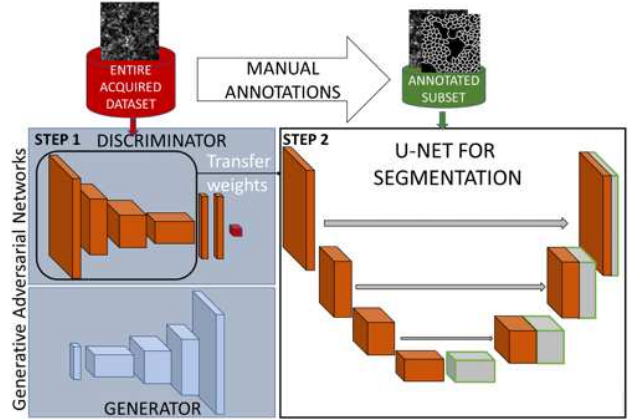 ENTIRE
ACQUIRED
DATASET
MANUAL
ANNOTATIONS
ANNOTATED
SUBSET
Generative Adversarial Networks
STEP 1
DISCRIMINATOR
Transfer
weights
GENERATOR
STEP 2
U-NET FOR
SEGMENTATION